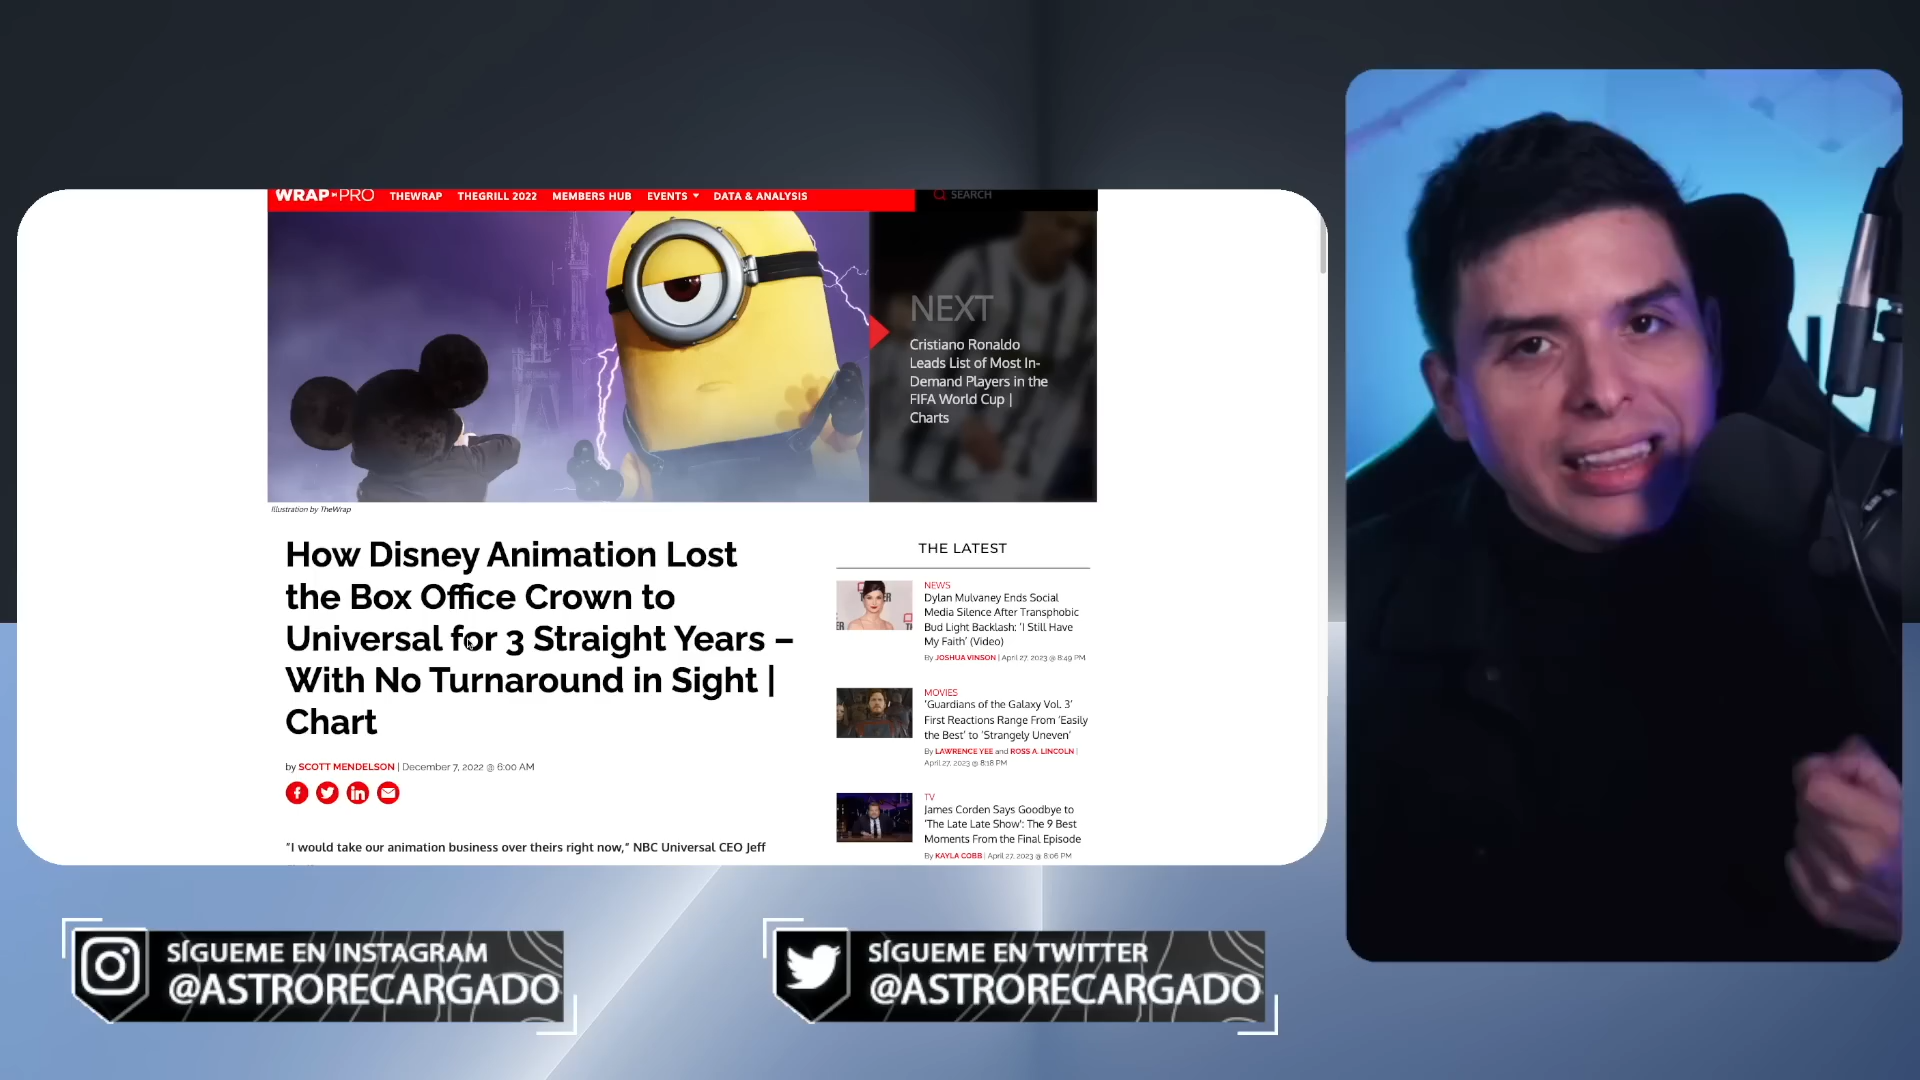 WRAP-PRO
THEWRAP
THEGRILL 2022
MEMBERS HUB
EVENTS
DATA & ANALYSIS
SEARCH
NEXT
Cristiano Ronaldo
Leads List of Most In-
Demand Players in the
FIFA World Cup |
Charts
Illustration by TheWrap
How Disney Animation Lost
the Box Office Crown to
Universal for 3 Straight Years –
With No Turnaround in Sight |
Chart
by SCOTT MENDELSON | December 7, 2022 @ 6:00 AM
"I would take our animation business over theirs right now," NBC Universal CEO Jeff
THE LATEST
NEWS
Dylan Mulvaney Ends Social
Media Silence After Transphobic
Bud Light Backlash: 'I Still Have
My Faith' (Video)
By JOSHUA VINSON | April 27, 2023 @ 8:49 PM
MOVIES
'Guardians of the Galaxy Vol. 3'
First Reactions Range From 'Easily
the Best' to 'Strangely Uneven'
By LAWRENCE YEE and ROSS A. LINCOLN |
April 27, 2023 @ 8:18 PM
TV
James Corden Says Goodbye to
'The Late Late Show': The 9 Best
Moments From the Final Episode
By KAYLA COBB | April 27, 2023 @ 8:06 PM
SÍGUEME EN INSTAGRAM
@ASTRORECARGADO
SÍGUEME EN TWITTER
@ASTRORECARGADO